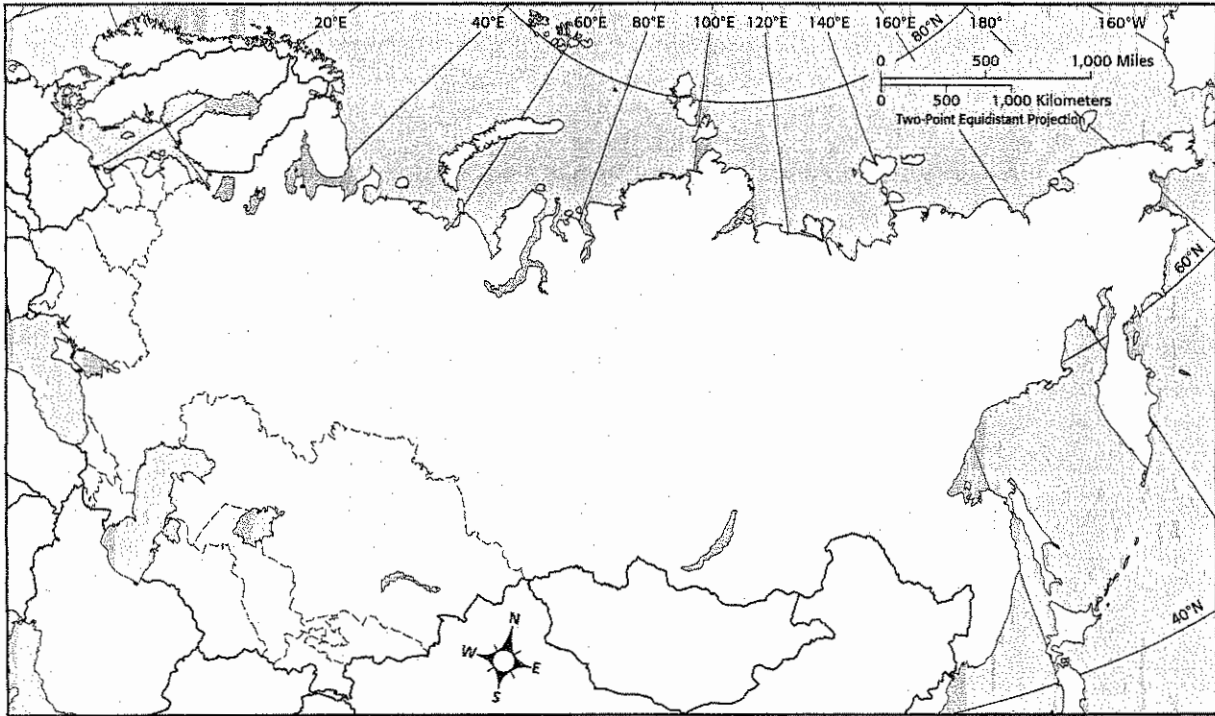 20°E 40°E 60°E 80°E 100°E 120°E 140°E 160°E 180° 160°W
80°N
0 500 1,000 Miles
0 500 1,000 Kilometers
Two-Point Equidistant Projection
60°N
40°N
N
W E
S